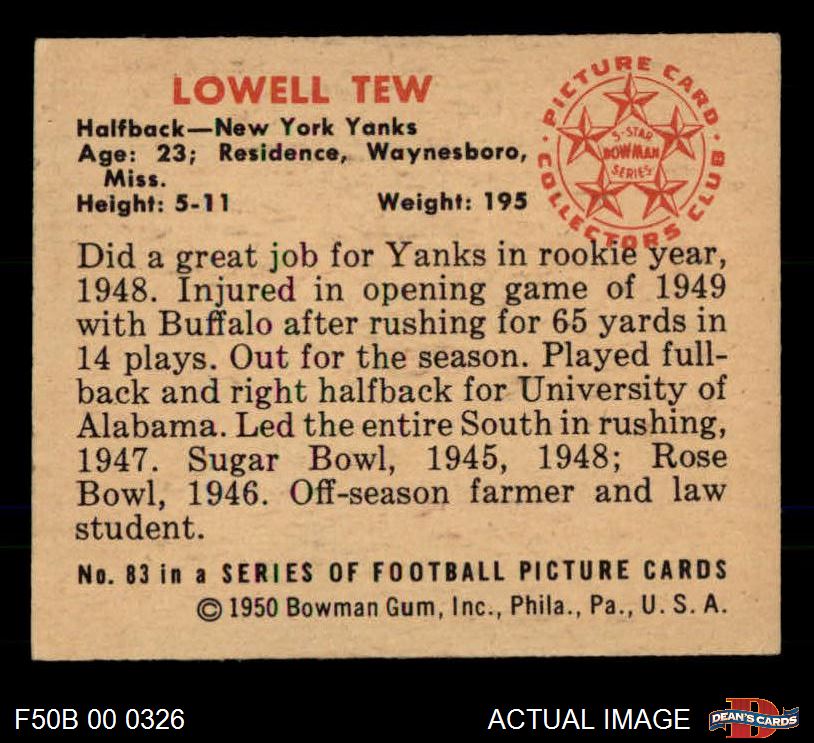 LOWELL TEW
Halfback—New York Yanks
Age: 23; Residence, Waynesboro,
Miss.
Height: 5-11 Weight: 195
PICTURE CARD
COLLECTORS CLUB
5-STAR
BOWMAN
SERIES
Did a great job for Yanks in rookie year,
1948. Injured in opening game of 1949
with Buffalo after rushing for 65 yards in
14 plays. Out for the season. Played full-
back and right halfback for University of
Alabama. Led the entire South in rushing,
1947. Sugar Bowl, 1945, 1948; Rose
Bowl, 1946. Off-season farmer and law
student.
No. 83 in a SERIES OF FOOTBALL PICTURE CARDS
© 1950 Bowman Gum, Inc., Phila., Pa., U. S. A.
F50B 00 0326 ACTUAL IMAGE D DEAN'S CARDS